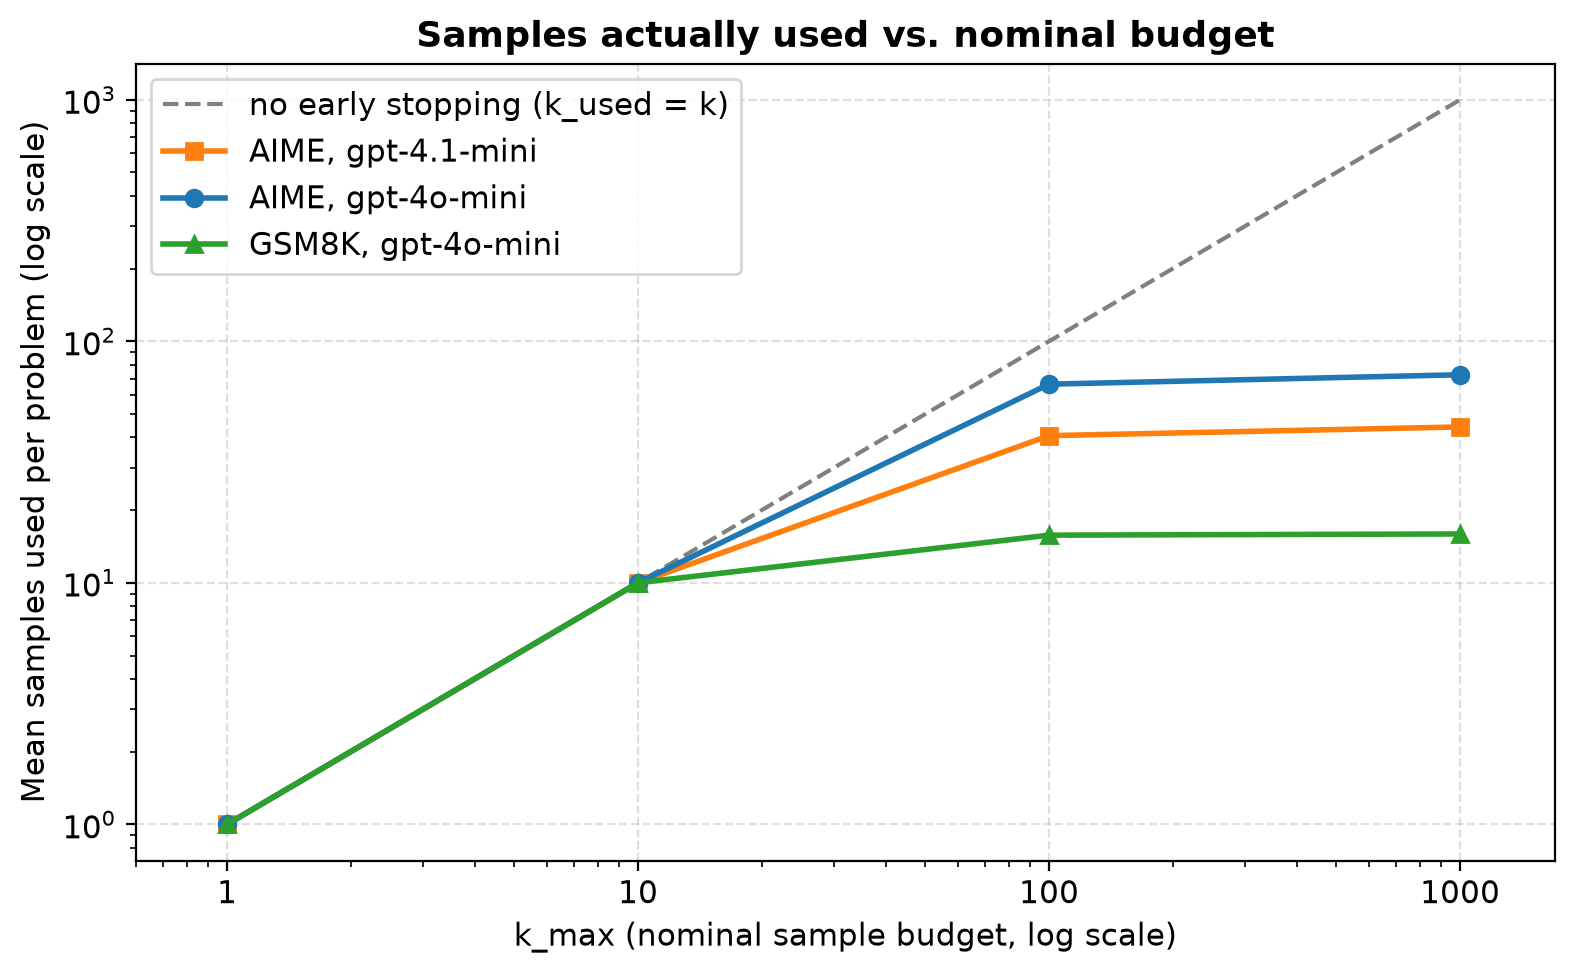 Samples actually used vs. nominal budget
Mean samples used per problem (log scale)
10³
10²
10¹
10⁰
no early stopping (k_used = k)
AIME, gpt-4.1-mini
AIME, gpt-4o-mini
GSM8K, gpt-4o-mini
1 10 100 1000
k_max (nominal sample budget, log scale)